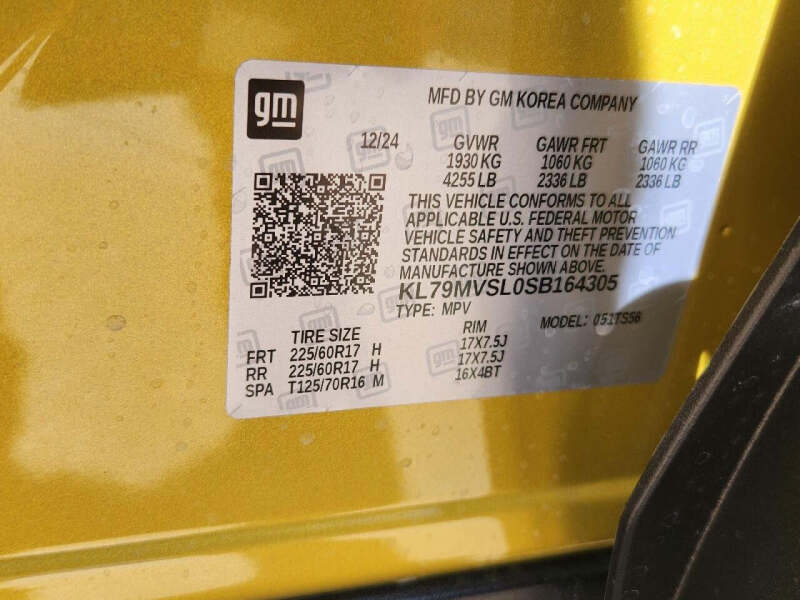 gm
MFD BY GM KOREA COMPANY
12/24 GVWR GAWR FRT GAWR RR
1930 KG 1060 KG 1060 KG
4255 LB 2336 LB 2336 LB
THIS VEHICLE CONFORMS TO ALL
APPLICABLE U.S. FEDERAL MOTOR
VEHICLE SAFETY AND THEFT PREVENTION
STANDARDS IN EFFECT ON THE DATE OF
MANUFACTURE SHOWN ABOVE.
KL79MVSL0SB164305
TYPE: MPV MODEL: 051TS56
TIRE SIZE RIM
FRT 225/60R17 H 17X7.5J
RR 225/60R17 H 17X7.5J
SPA T125/70R16 M 16X4BT